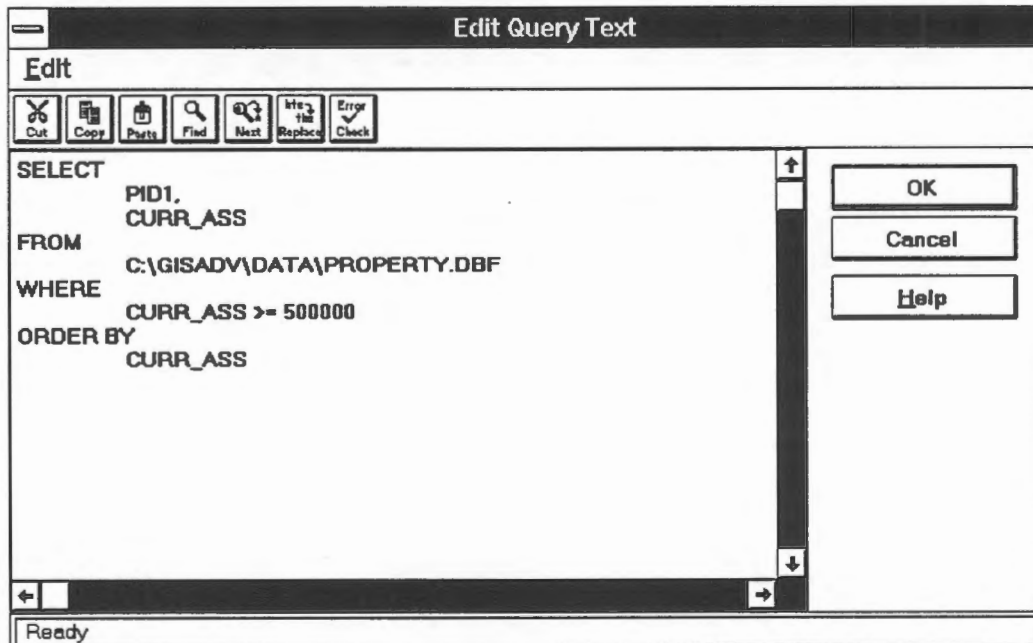 Edit Query Text
Edit
Cut Copy Paste Find Next Replace Error Check
SELECT
PID1,
CURR_ASS
FROM
C:\GISADV\DATA\PROPERTY.DBF
WHERE
CURR_ASS >= 500000
ORDER BY
CURR_ASS
OK
Cancel
Help
Ready